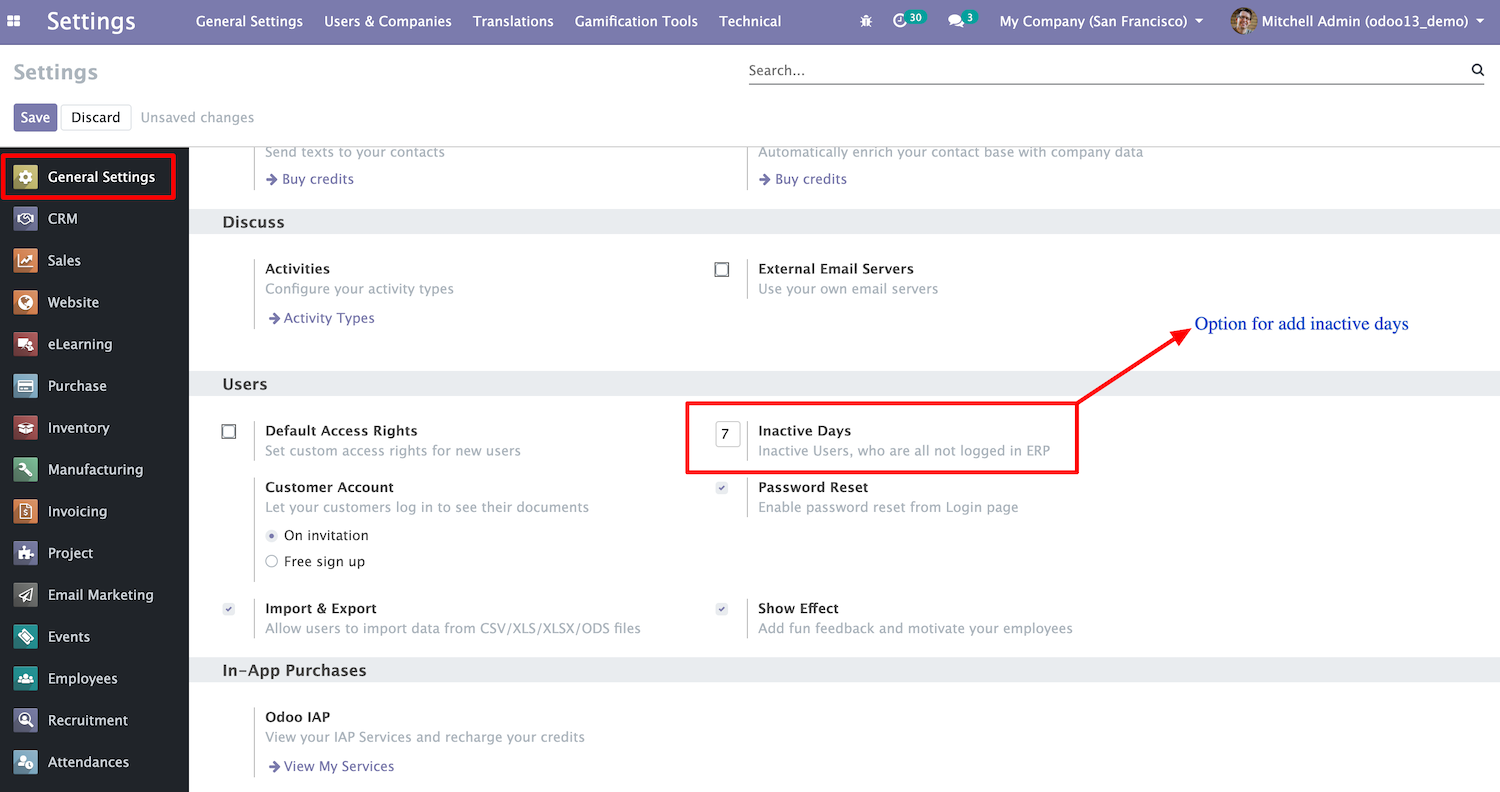 Settings
General Settings
Users & Companies
Translations
Gamification Tools
Technical
30
3
My Company (San Francisco)
Mitchell Admin (odoo13_demo)
Settings
Search...
Save
Discard
Unsaved changes
General Settings
CRM
Sales
Website
eLearning
Purchase
Inventory
Manufacturing
Invoicing
Project
Email Marketing
Events
Employees
Recruitment
Attendances
Send texts to your contacts
Buy credits
Automatically enrich your contact base with company data
Buy credits
Discuss
Activities
Configure your activity types
Activity Types
External Email Servers
Use your own email servers
Option for add inactive days
Users
Default Access Rights
Set custom access rights for new users
7
Inactive Days
Inactive Users, who are all not logged in ERP
Customer Account
Let your customers log in to see their documents
On invitation
Free sign up
Password Reset
Enable password reset from Login page
Import & Export
Allow users to import data from CSV/XLS/XLSX/ODS files
Show Effect
Add fun feedback and motivate your employees
In-App Purchases
Odoo IAP
View your IAP Services and recharge your credits
View My Services